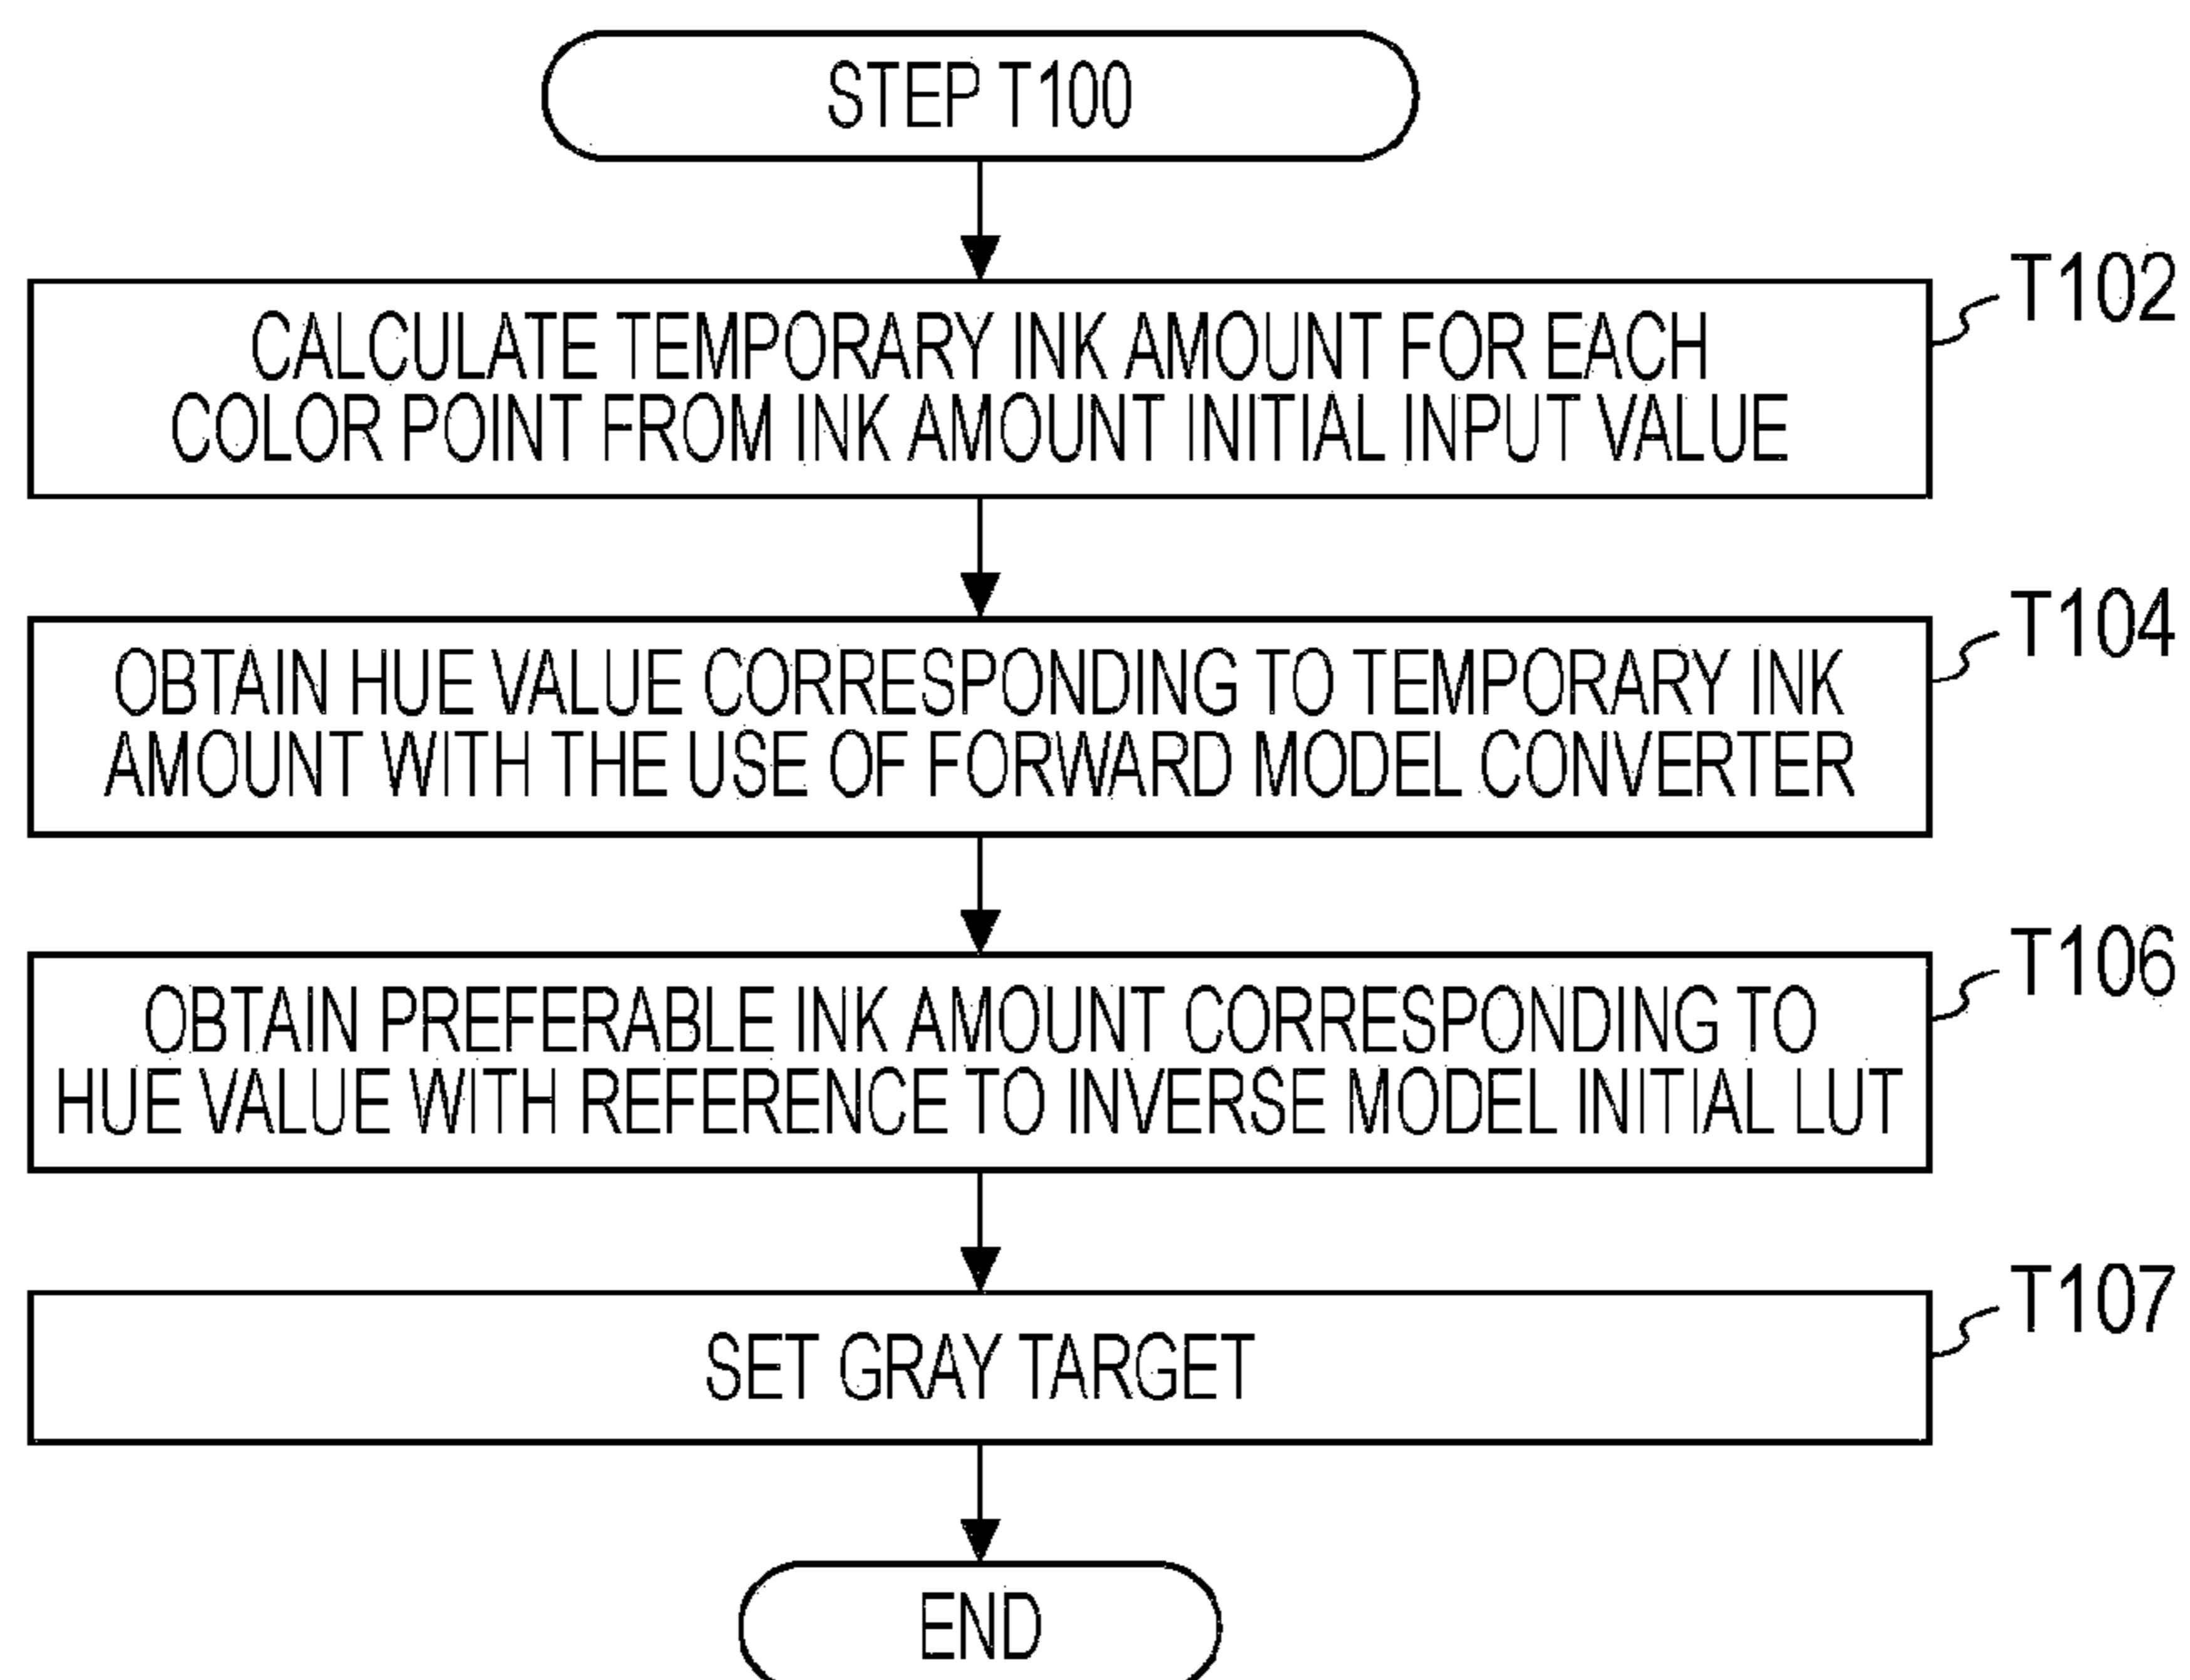 STEP T100
T102
CALCULATE TEMPORARY INK AMOUNT FOR EACH
COLOR POINT FROM INK AMOUNT INITIAL INPUT VALUE
T104
OBTAIN HUE VALUE CORRESPONDING TO TEMPORARY INK
AMOUNT WITH THE USE OF FORWARD MODEL CONVERTER
T106
OBTAIN PREFERABLE INK AMOUNT CORRESPONDING TO
HUE VALUE WITH REFERENCE TO INVERSE MODEL INITIAL LUT
T107
SET GRAY TARGET
END